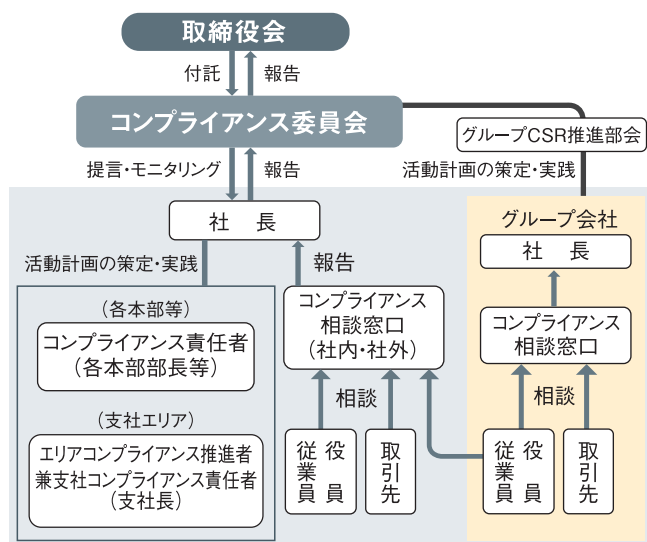 取締役会
付託
報告
コンプライアンス委員会
グループCSR推進部会
提言・モニタリング
報告
活動計画の策定・実践
社 長
グループ会社
社 長
活動計画の策定・実践
報告
(各本部等)
コンプライアンス責任者
(各本部部長等)
コンプライアンス
相談窓口
(社内・社外)
コンプライアンス
相談窓口
相談
相談
(支社エリア)
エリアコンプライアンス推進者
兼支社コンプライアンス責任者
(支社長)
役員
従業員
取引先
役員
従業員
取引先